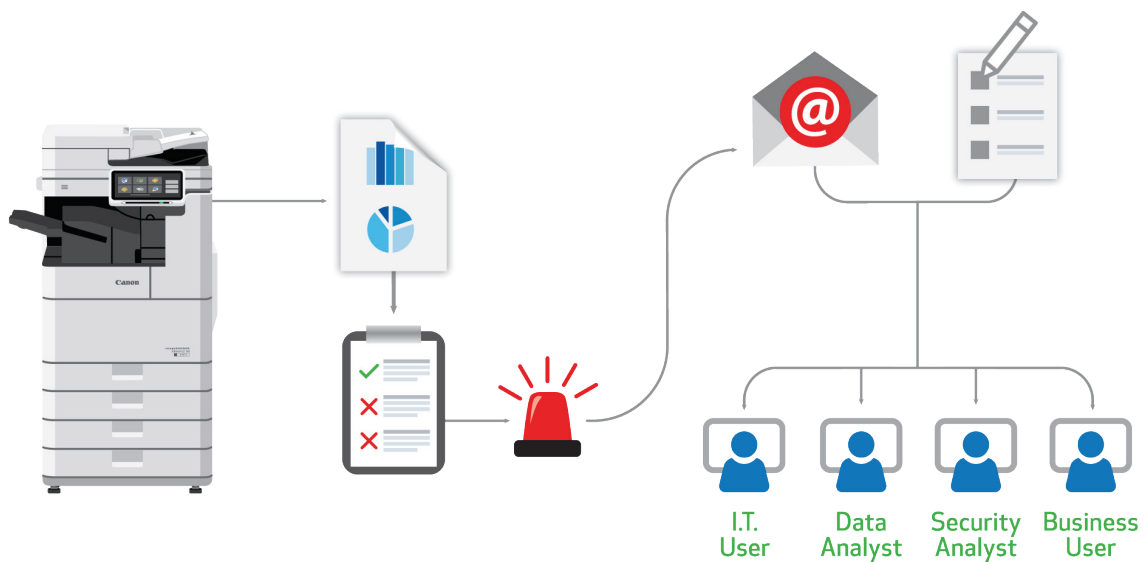 Canon
@
I.T.
User
Data
Analyst
Security
Analyst
Business
User